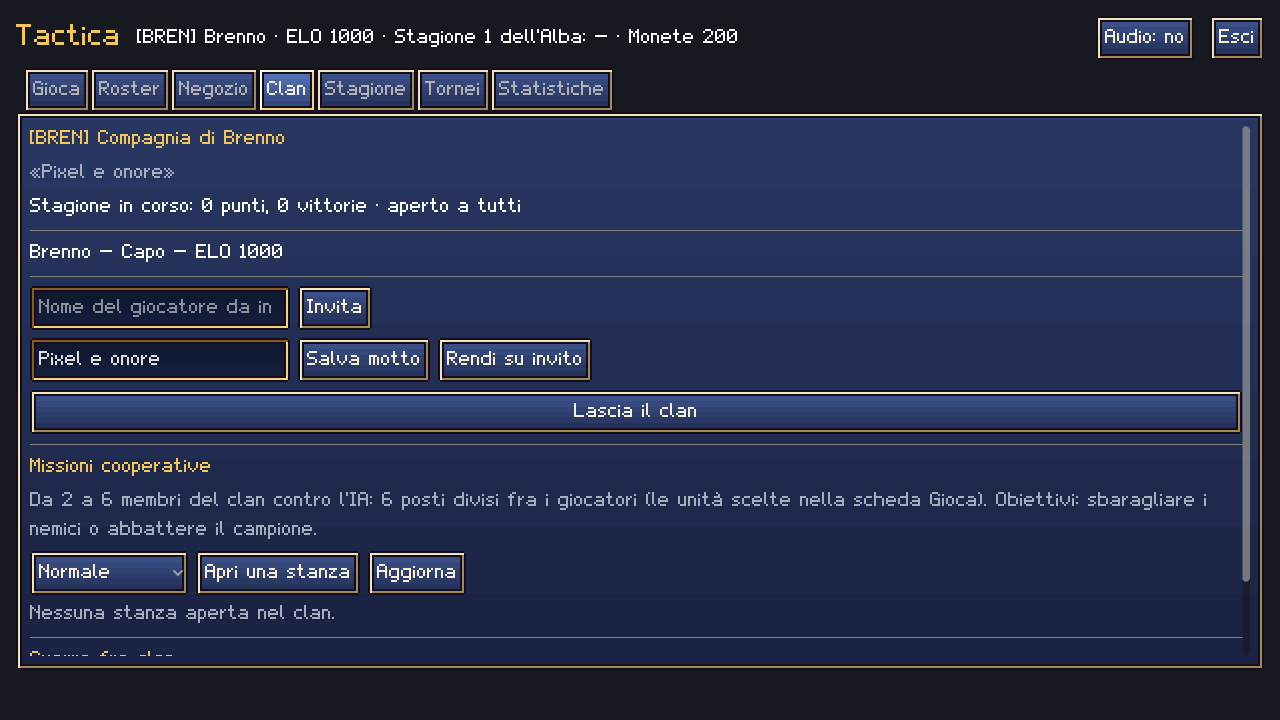 Tactica [BREN] Brenno · ELO 1000 · Stagione 1 dell'Alba: — · Monete 200 Audio: no Esci
Gioca Roster Negozio Clan Stagione Tornei Statistiche
[BREN] Compagnia di Brenno
«Pixel e onore»
Stagione in corso: 0 punti, 0 vittorie · aperto a tutti
Brenno — Capo — ELO 1000
Nome del giocatore da in Invita
Pixel e onore Salva motto Rendi su invito
Lascia il clan
Missioni cooperative
Da 2 a 6 membri del clan contro l'IA: 6 posti divisi fra i giocatori (le unità scelte nella scheda Gioca). Obiettivi: sbaragliare i
nemici o abbattere il campione.
Normale Apri una stanza Aggiorna
Nessuna stanza aperta nel clan.